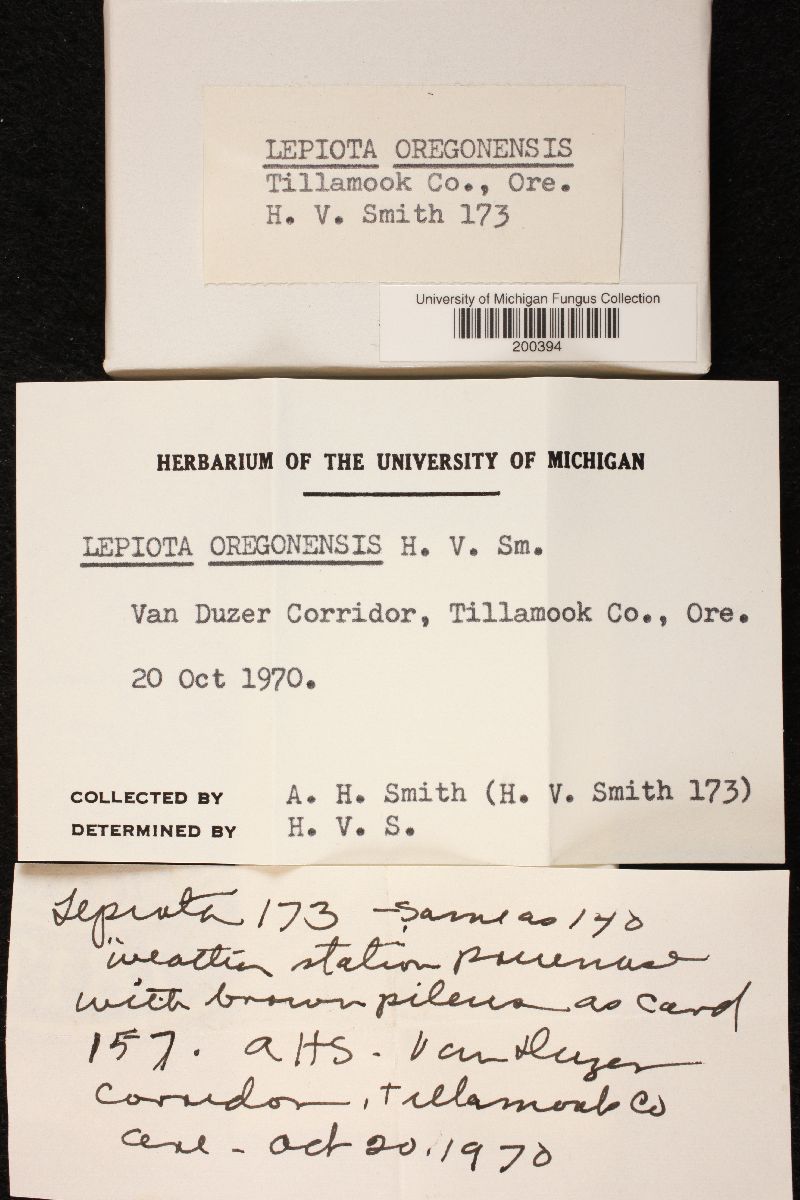 LEPIOTA OREGONENSIS
Tillamook Co., Ore.
H. V. Smith 173
University of Michigan Fungus Collection
200394
HERBARIUM OF THE UNIVERSITY OF MICHIGAN
LEPIOTA OREGONENSIS H. V. Sm.
Van Duzer Corridor, Tillamook Co., Ore.
20 Oct 1970.
COLLECTED BY A. H. Smith (H. V. Smith 173)
DETERMINED BY H. V. S.
Lepiota 173 - Same as 140
station
with brown pileus as card
157. AHS. Van Duzer
Corridor, Tillamook Co
Oct 20, 1970